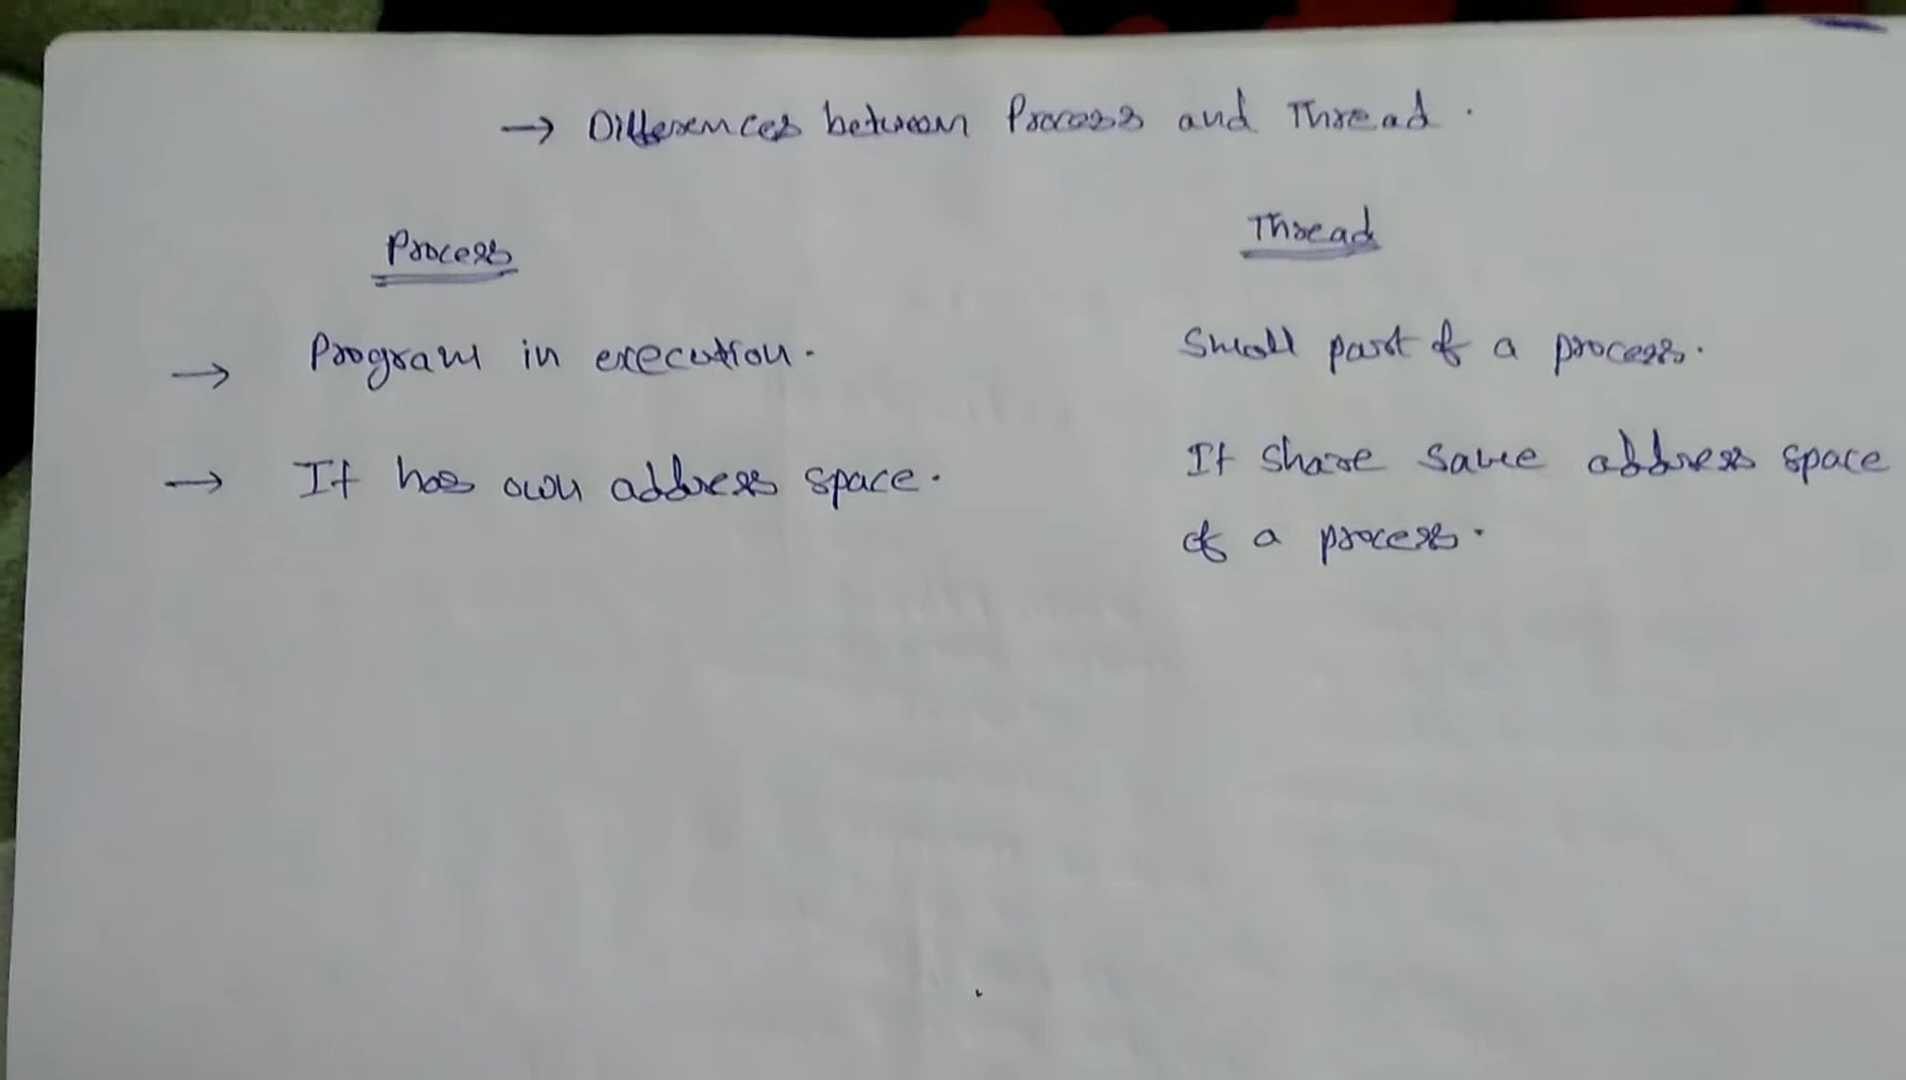 → Differences between Process and Thread.
Process
Thread
→ Program in execution.
Small part of a process.
→ It has own address space.
It share same address space
of a process.